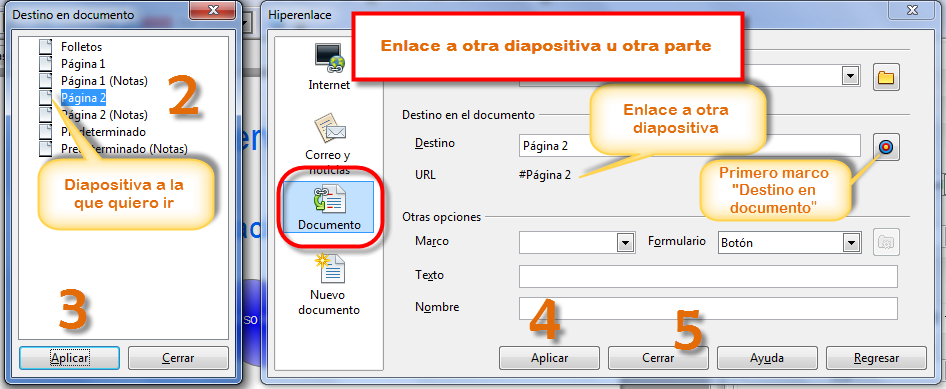 Destino en documento
Folletos
Página 1
Página 1 (Notas)
Página 2
Página 2 (Notas)
Predeterminado
Predeterminado (Notas)
2
Diapositiva a la
que quiero ir
3
Aplicar
Cerrar
Hiperenlace
Enlace a otra diapositiva u otra parte
Internet
Correo y
noticias
Documento
Nuevo
documento
Destino en el documento
Enlace a otra
diapositiva
Destino
Página 2
URL
#Página 2
Primero marco
"Destino en
documento"
Otras opciones
Marco
Formulario
Botón
Texto
Nombre
4
5
Aplicar
Cerrar
Ayuda
Regresar